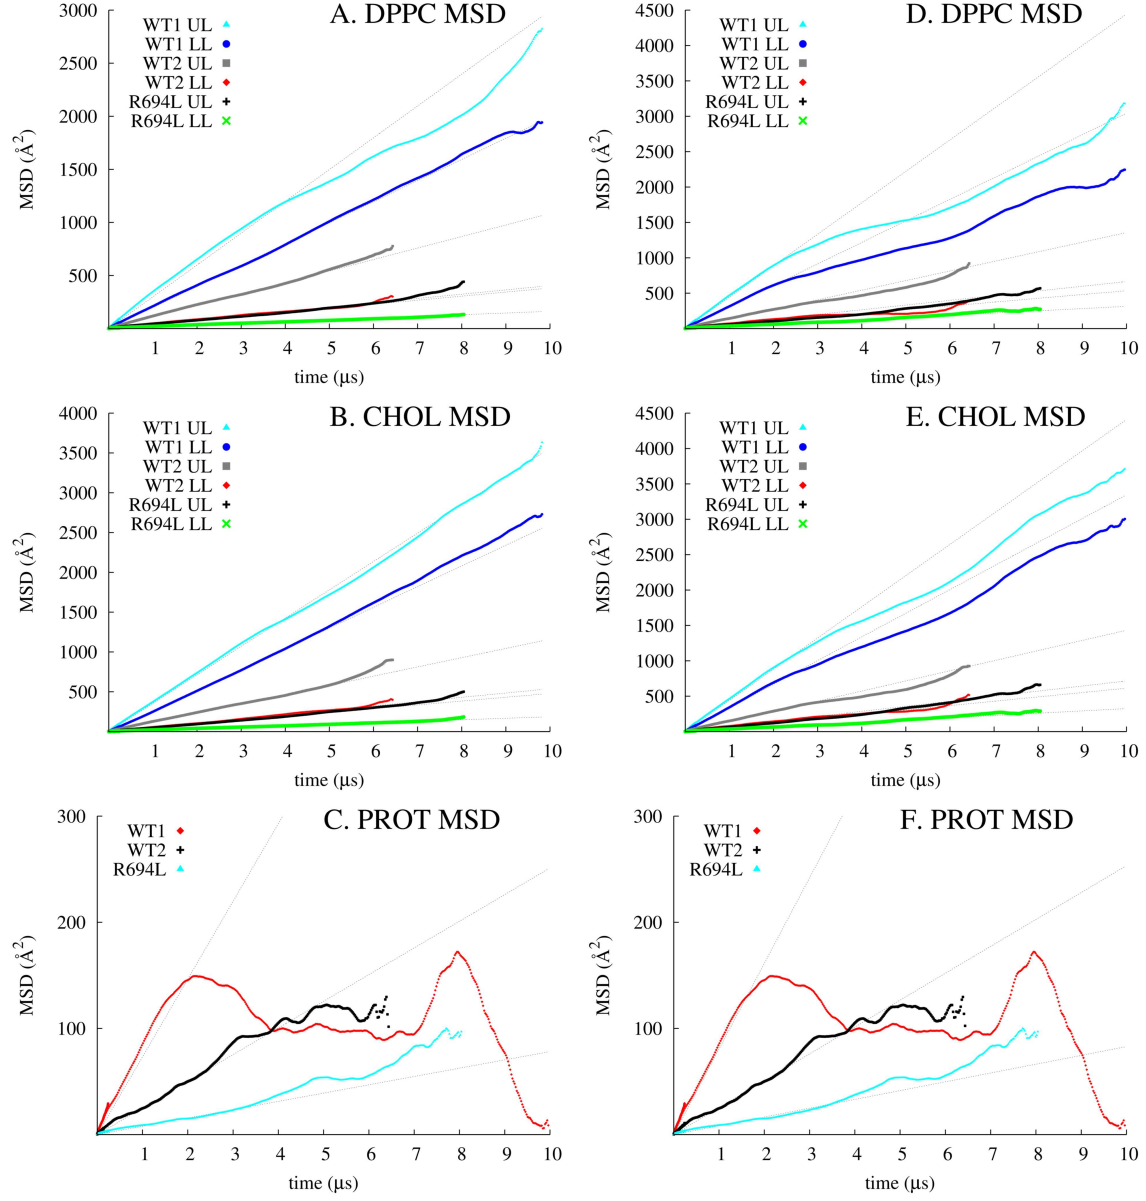 A. DPPC MSD
WT1 UL
WT1 LL
WT2 UL
WT2 LL
R694L UL
R694L LL
MSD (Å²)
3000
2500
2000
1500
1000
500
1 2 3 4 5 6 7 8 9 10
time (µs)
D. DPPC MSD
WT1 UL
WT1 LL
WT2 UL
WT2 LL
R694L UL
R694L LL
MSD (Å²)
4500
4000
3500
3000
2500
2000
1500
1000
500
1 2 3 4 5 6 7 8 9 10
time (µs)
B. CHOL MSD
WT1 UL
WT1 LL
WT2 UL
WT2 LL
R694L UL
R694L LL
MSD (Å²)
4000
3500
3000
2500
2000
1500
1000
500
1 2 3 4 5 6 7 8 9 10
time (µs)
E. CHOL MSD
WT1 UL
WT1 LL
WT2 UL
WT2 LL
R694L UL
R694L LL
MSD (Å²)
4500
4000
3500
3000
2500
2000
1500
1000
500
1 2 3 4 5 6 7 8 9 10
time (µs)
C. PROT MSD
WT1
WT2
R694L
MSD (Å²)
300
200
100
1 2 3 4 5 6 7 8 9 10
time (µs)
F. PROT MSD
WT1
WT2
R694L
MSD (Å²)
300
200
100
1 2 3 4 5 6 7 8 9 10
time (µs)